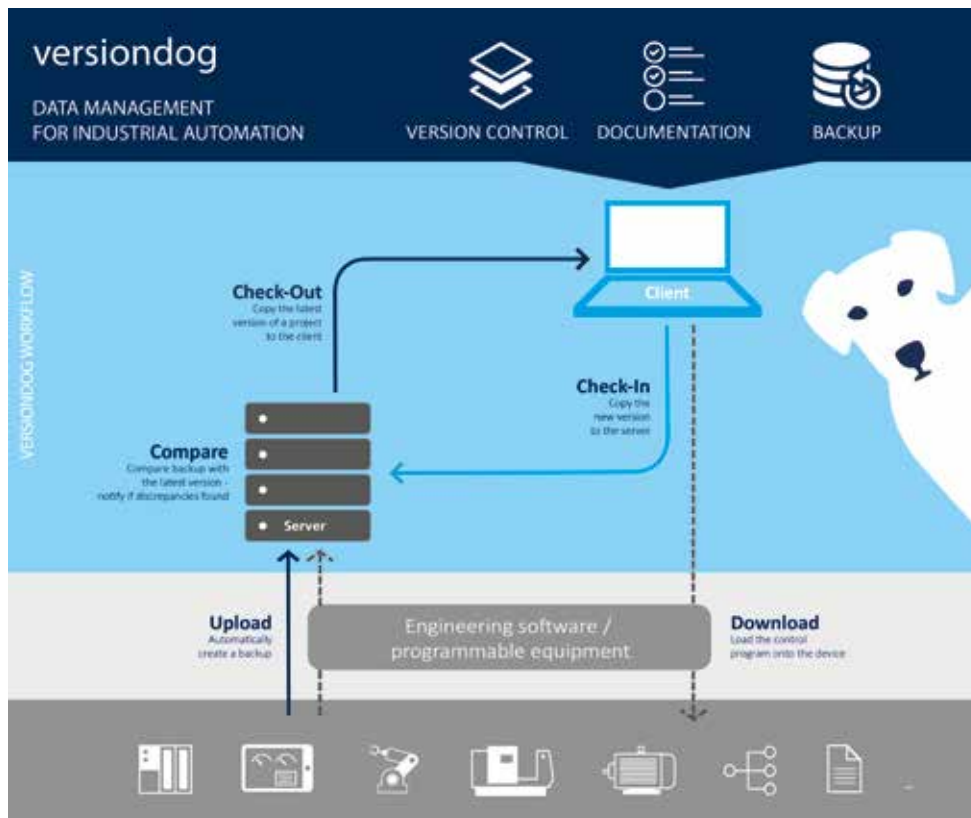 versiondog
DATA MANAGEMENT
FOR INDUSTRIAL AUTOMATION
VERSION CONTROL
DOCUMENTATION
BACKUP
VERSIONDOG WORKFLOW
Check-Out
Copy the latest
version of a project
to the client
Client
Check-In
Copy the
new version
to the server
Compare
Compare backup with
the latest version -
notify if discrepancies found
Server
Upload
Automatically
create a backup
Engineering software /
programmable equipment
Download
Load the control
program onto the device